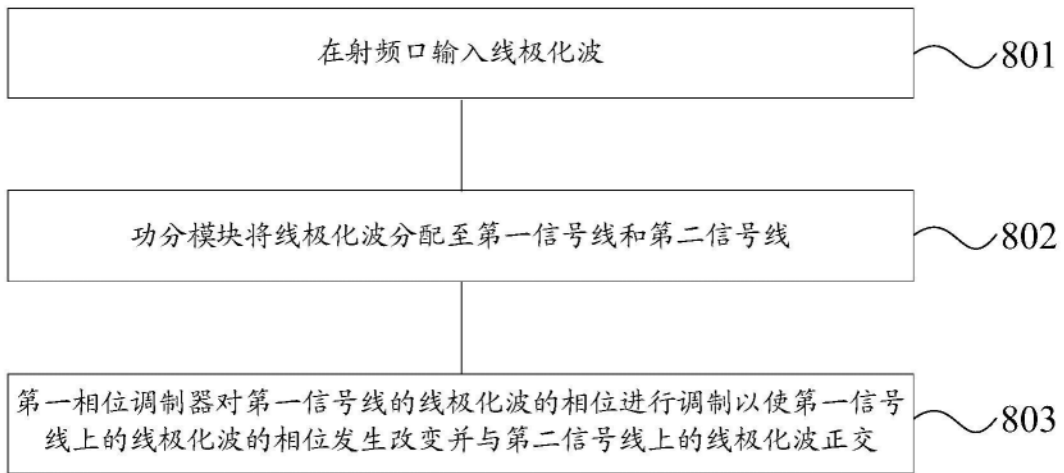 在射频口输入线极化波
801
功分模块将线极化波分配至第一信号线和第二信号线
802
第一相位调制器对第一信号线的线极化波的相位进行调制以使第一信号
线上的线极化波的相位发生改变并与第二信号线上的线极化波正交
803